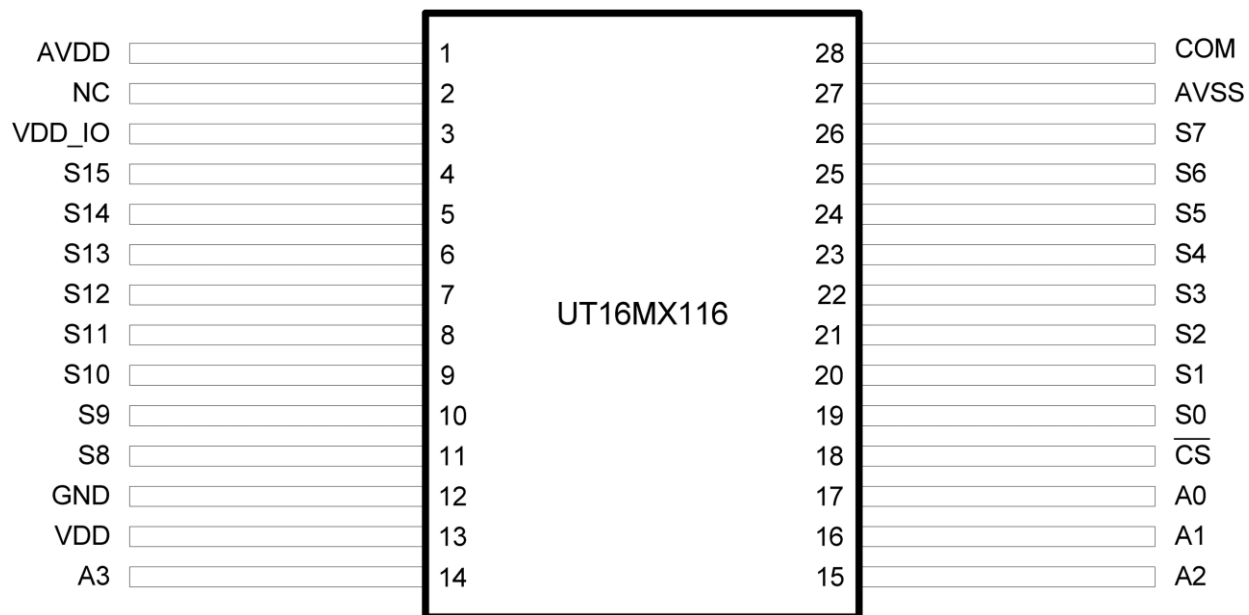 AVDD 1 28 COM
NC 2 27 AVSS
VDD_IO 3 26 S7
S15 4 25 S6
S14 5 24 S5
S13 6 23 S4
S12 7 22 S3
UT16MX116
S11 8 21 S2
S10 9 20 S1
S9 10 19 S0
S8 11 18 C̅S̅
GND 12 17 A0
VDD 13 16 A1
A3 14 15 A2